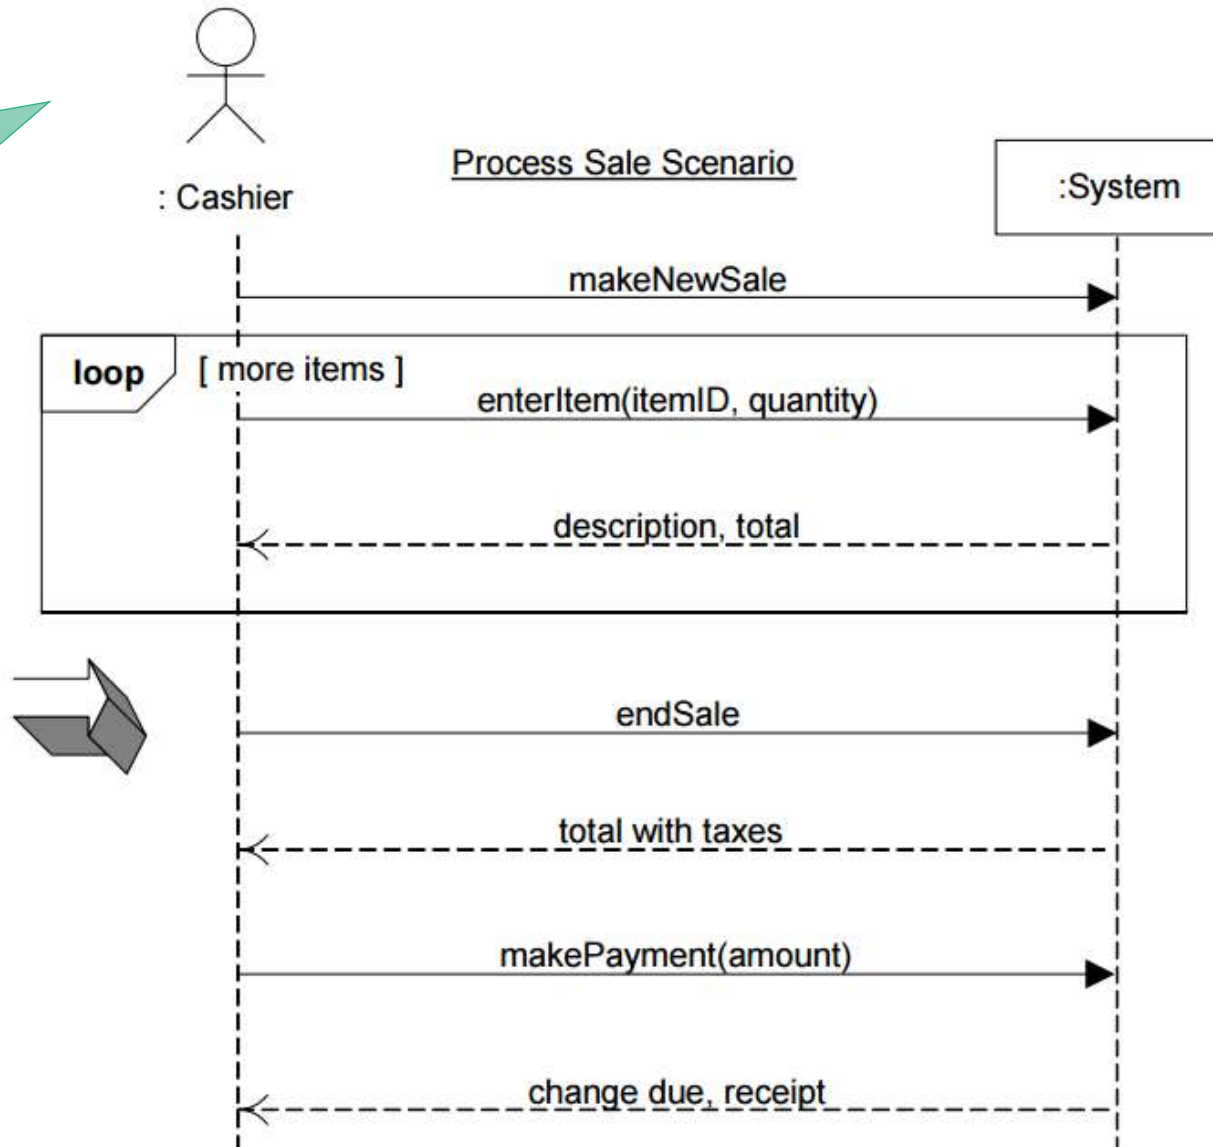 Process Sale Scenario
: Cashier
:System
makeNewSale
loop
[ more items ]
enterItem(itemID, quantity)
description, total
endSale
total with taxes
makePayment(amount)
change due, receipt